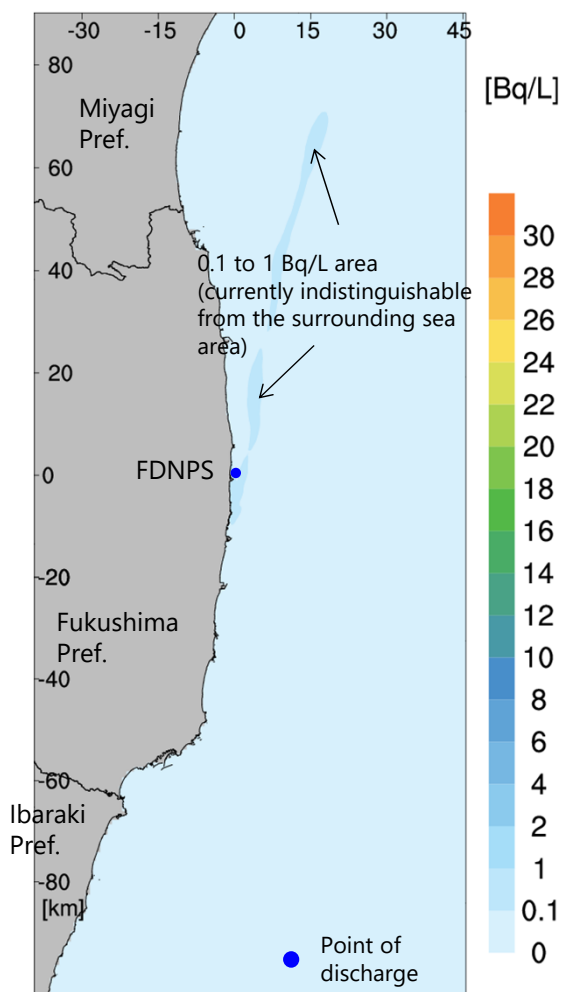 -30 -15 0 15 30 45
[Bq/L]
80
Miyagi
Pref.
60
40
0.1 to 1 Bq/L area
(currently indistinguishable
from the surrounding sea
area)
20
FDNPS
0
-20
Fukushima
Pref.
-40
-60
Ibaraki
Pref.
-80
[km]
Point of
discharge
30
28
26
24
22
20
18
16
14
12
10
8
6
4
2
1
0.1
0